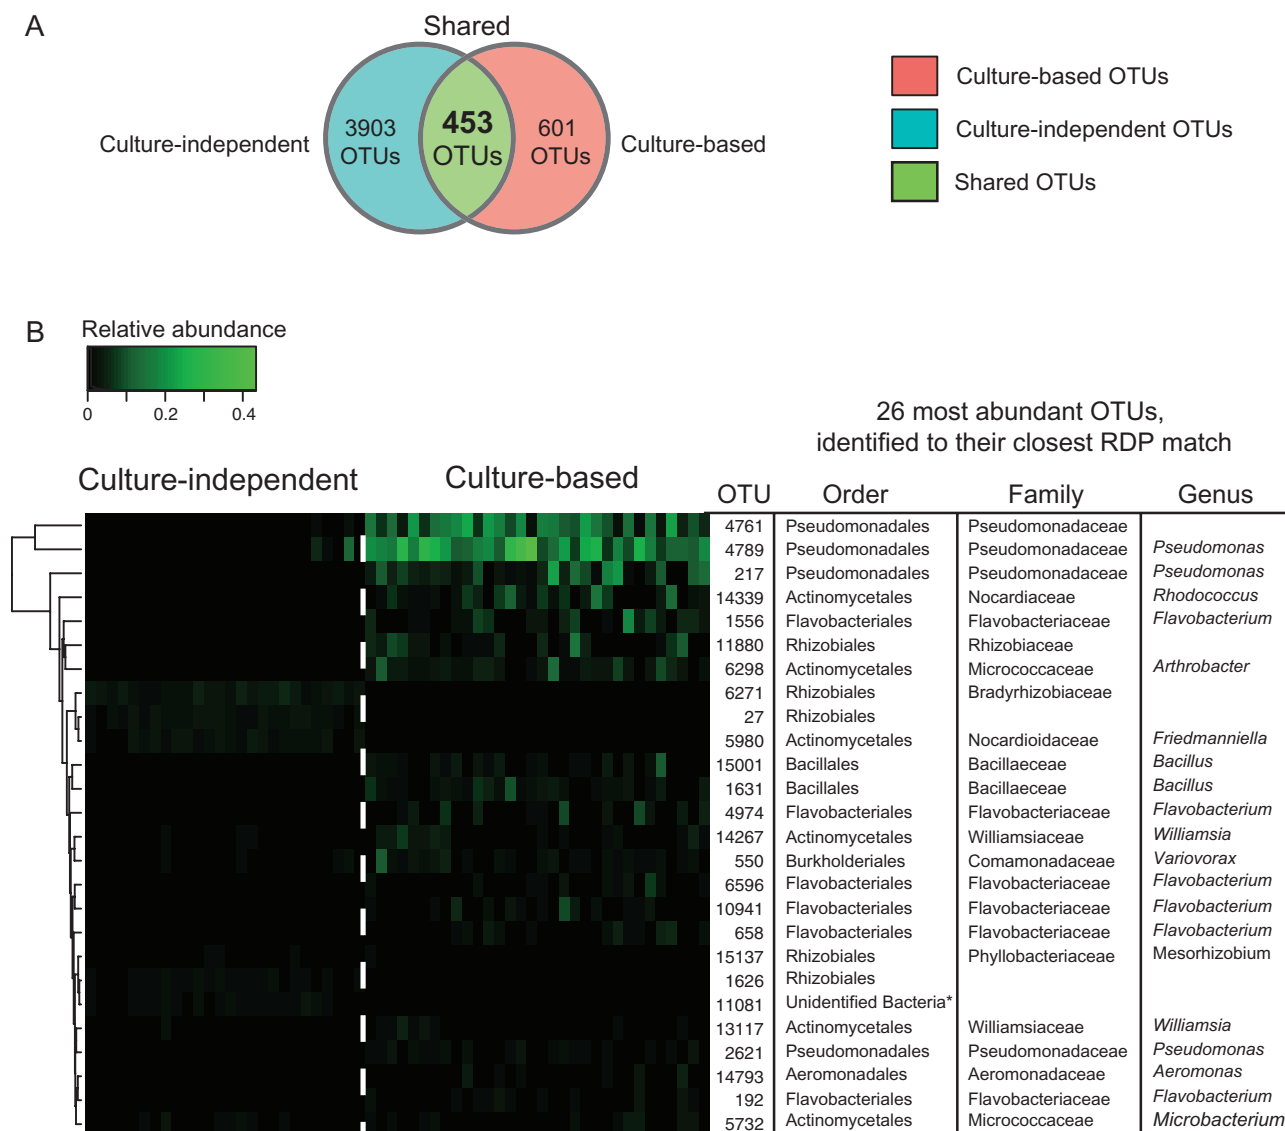 A
Shared
Culture-independent
3903
OTUs
453
OTUs
601
OTUs
Culture-based
Culture-based OTUs
Culture-independent OTUs
Shared OTUs
B
Relative abundance
0 0.2 0.4
26 most abundant OTUs,
identified to their closest RDP match
Culture-independent Culture-based
OTU Order Family Genus
4761 Pseudomonadales Pseudomonadaceae
4789 Pseudomonadales Pseudomonadaceae Pseudomonas
217 Pseudomonadales Pseudomonadaceae Pseudomonas
14339 Actinomycetales Nocardiaceae Rhodococcus
1556 Flavobacteriales Flavobacteriaceae Flavobacterium
11880 Rhizobiales Rhizobiaceae
6298 Actinomycetales Micrococcaceae Arthrobacter
6271 Rhizobiales Bradyrhizobiaceae
27 Rhizobiales
5980 Actinomycetales Nocardioidaceae Friedmanniella
15001 Bacillales Bacillaeceae Bacillus
1631 Bacillales Bacillaeceae Bacillus
4974 Flavobacteriales Flavobacteriaceae Flavobacterium
14267 Actinomycetales Williamsiaceae Williamsia
550 Burkholderiales Comamonadaceae Variovorax
6596 Flavobacteriales Flavobacteriaceae Flavobacterium
10941 Flavobacteriales Flavobacteriaceae Flavobacterium
658 Flavobacteriales Flavobacteriaceae Flavobacterium
15137 Rhizobiales Phyllobacteriaceae Mesorhizobium
1626 Rhizobiales
11081 Unidentified Bacteria*
13117 Actinomycetales Williamsiaceae Williamsia
2621 Pseudomonadales Pseudomonadaceae Pseudomonas
14793 Aeromonadales Aeromonadaceae Aeromonas
192 Flavobacteriales Flavobacteriaceae Flavobacterium
5732 Actinomycetales Micrococcaceae Microbacterium